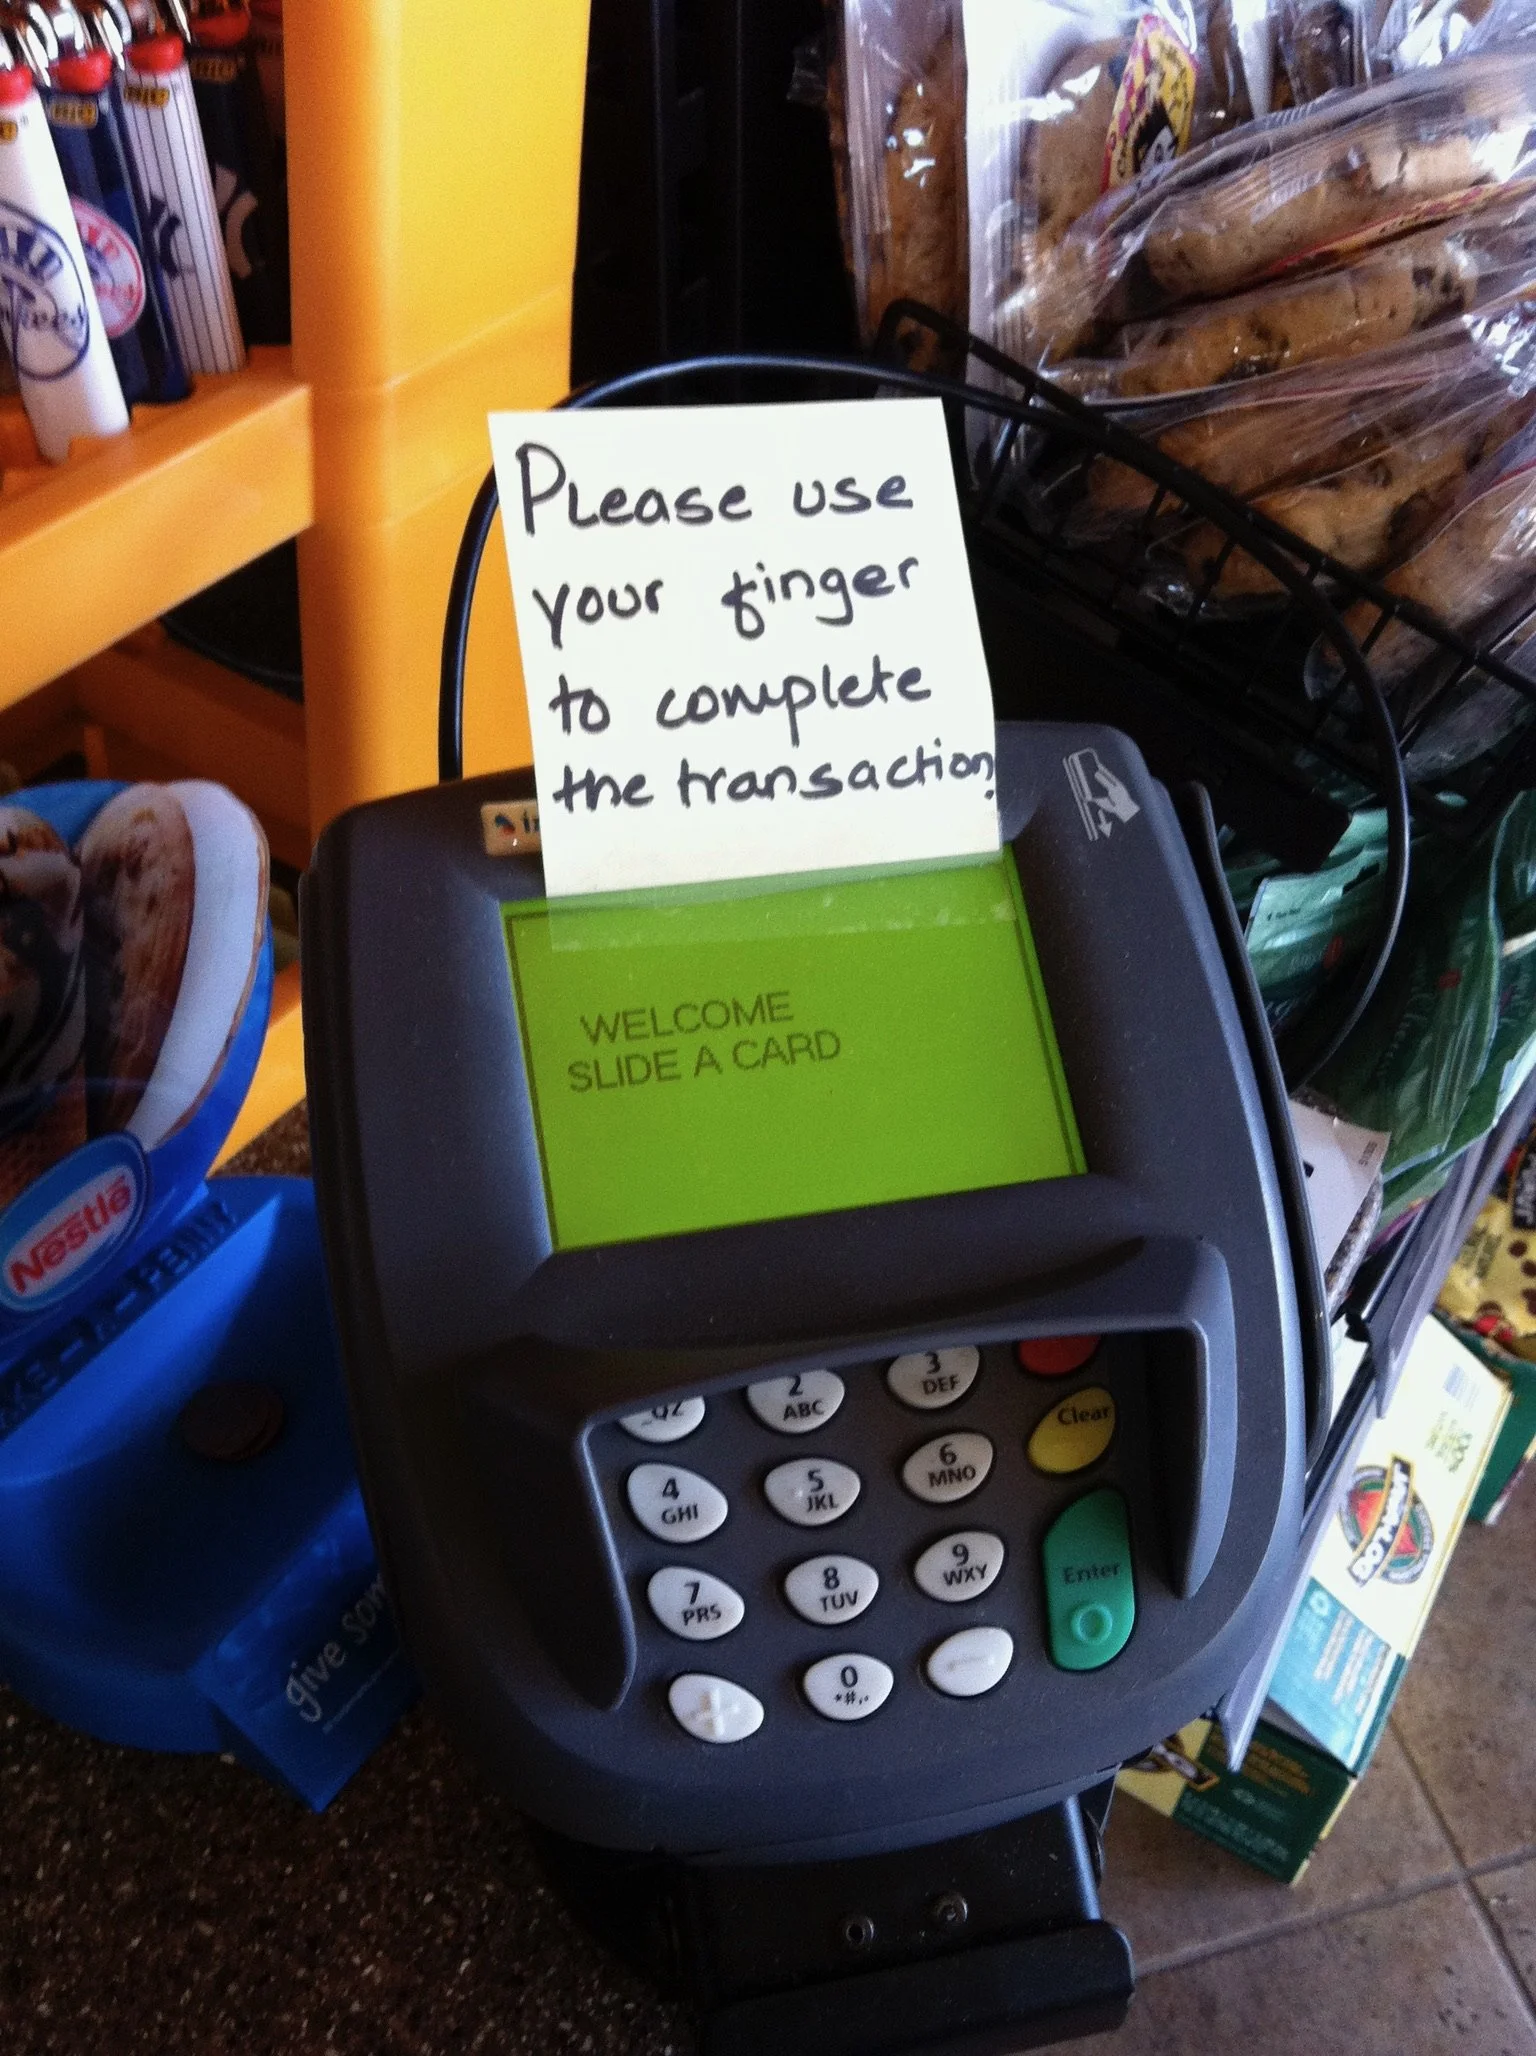 Please use
your finger
to complete
the transaction.
WELCOME
SLIDE A CARD
QZ
2
ABC
3
DEF
4
GHI
5
JKL
6
MNO
Clear
7
PRS
8
TUV
9
WXY
Enter
0
*#,.
Nestlé
give